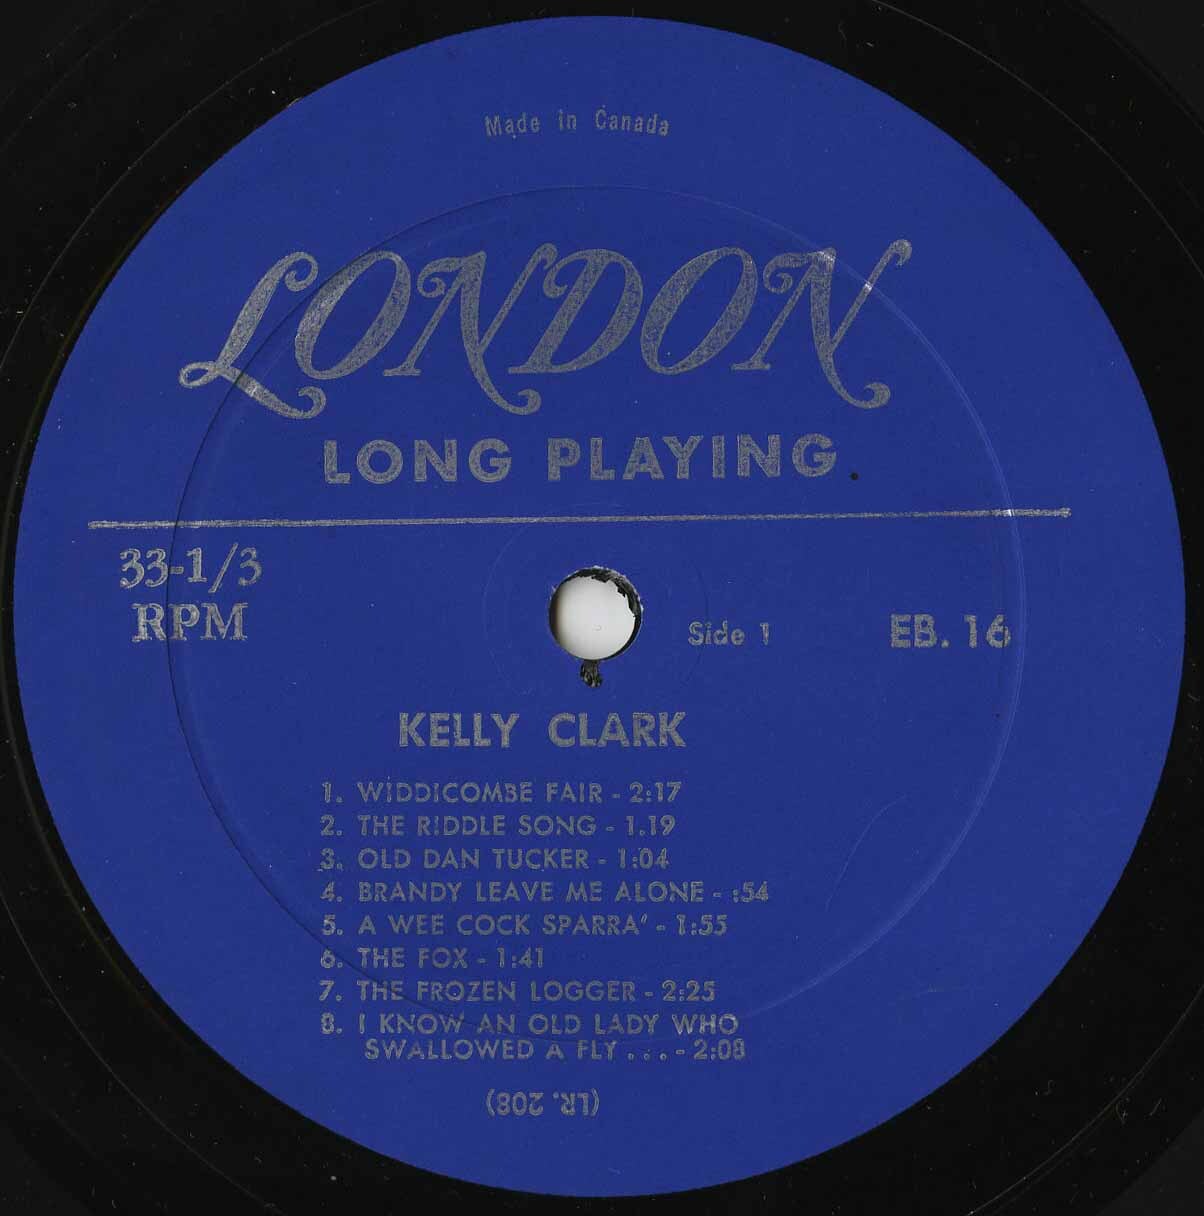 Made in Canada
LONDON
LONG PLAYING
33-1/3
RPM
Side 1
EB. 16
KELLY CLARK
1. WIDDICOMBE FAIR - 2:17
2. THE RIDDLE SONG - 1.19
3. OLD DAN TUCKER - 1:04
4. BRANDY LEAVE ME ALONE - :54
5. A WEE COCK SPARRA' - 1:55
6. THE FOX - 1:41
7. THE FROZEN LOGGER - 2:25
8. I KNOW AN OLD LADY WHO
SWALLOWED A FLY . . . - 2:08
(LR. 208)